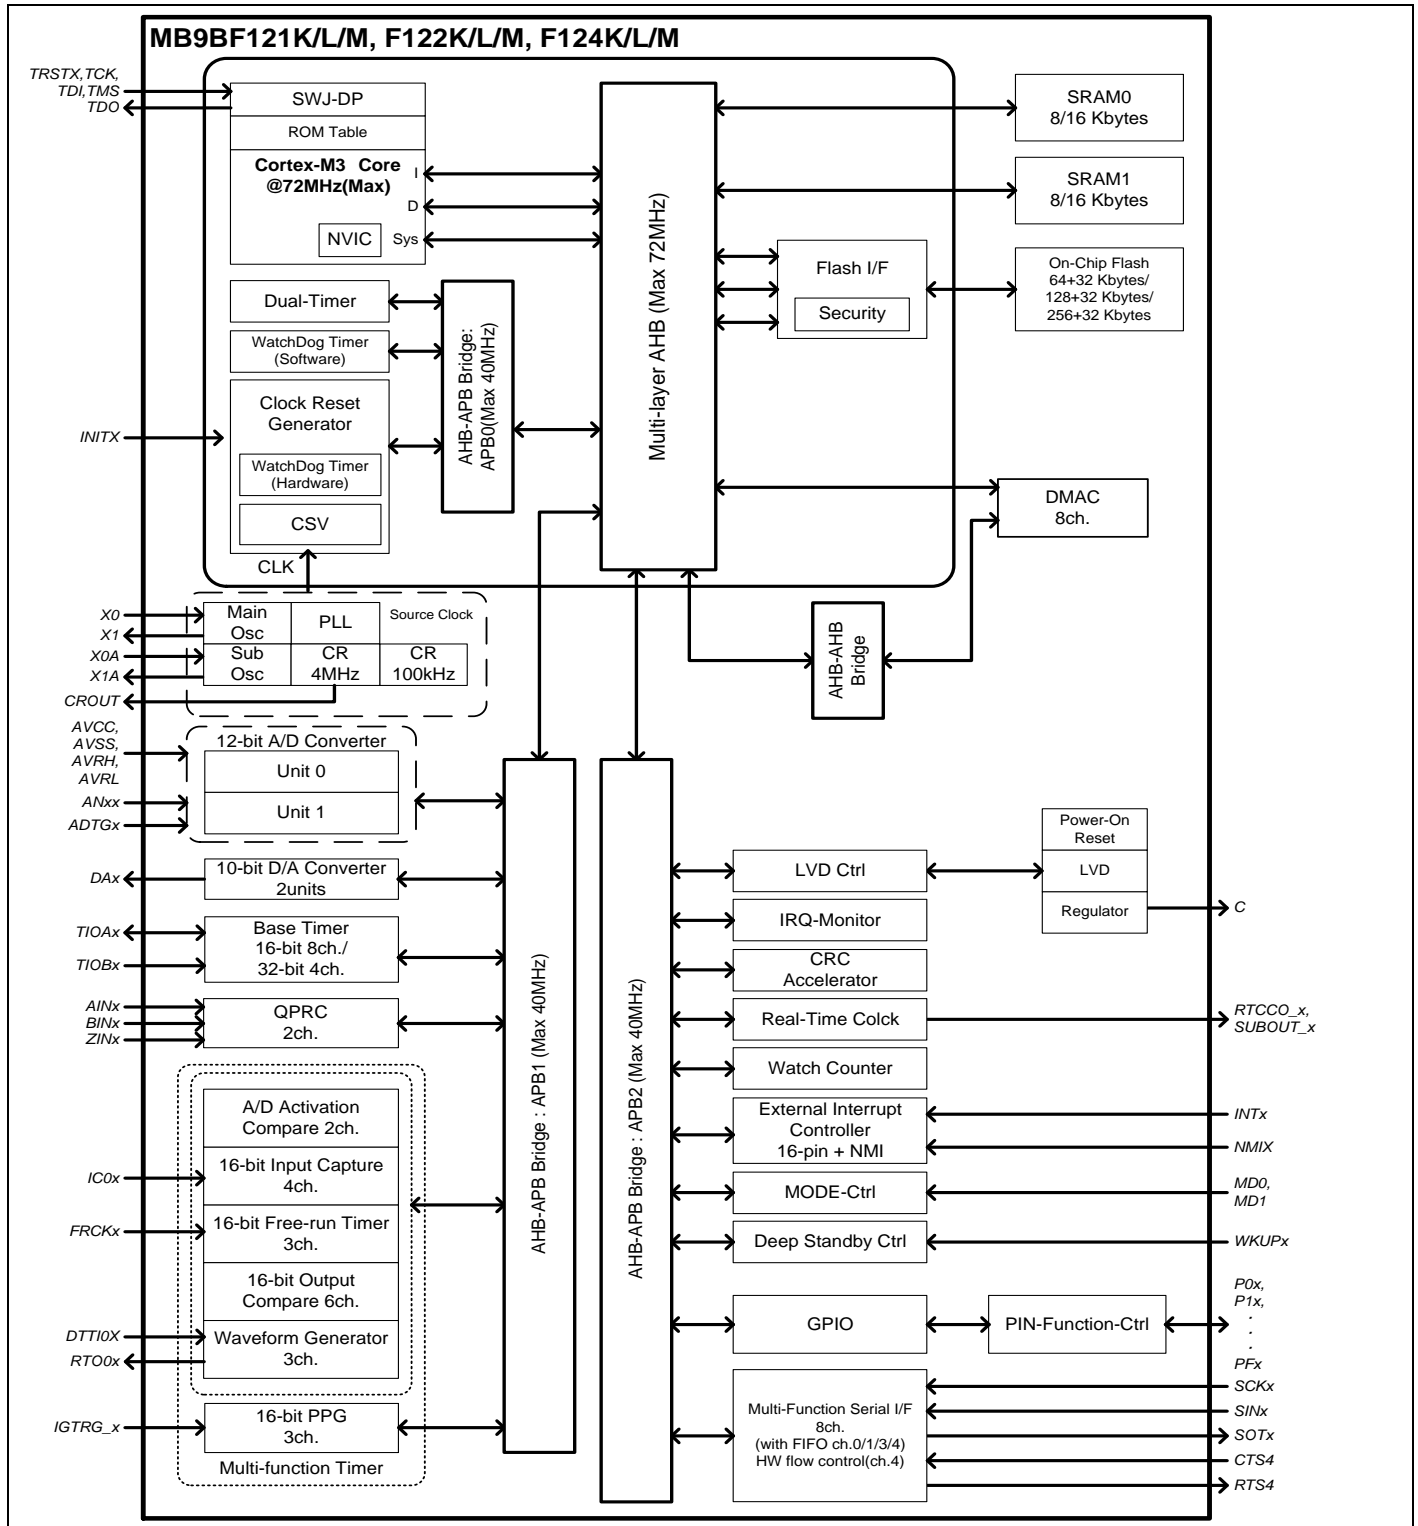 MB9BF121K/L/M, F122K/L/M, F124K/L/M
TRSTX,TCK,
TDI,TMS
TDO
SWJ-DP
ROM Table
Cortex-M3 Core
@72MHz(Max)
I
D
NVIC
Sys
Multi-layer AHB (Max 72MHz)
SRAM0
8/16 Kbytes
SRAM1
8/16 Kbytes
Flash I/F
Security
On-Chip Flash
64+32 Kbytes/
128+32 Kbytes/
256+32 Kbytes
Dual-Timer
WatchDog Timer
(Software)
AHB-APB Bridge:
APB0(Max 40MHz)
INITX
Clock Reset
Generator
WatchDog Timer
(Hardware)
CSV
CLK
DMAC
8ch.
X0
X1
X0A
X1A
CROUT
Main
Osc
PLL
Source Clock
Sub
Osc
CR
4MHz
CR
100kHz
AHB-AHB
Bridge
AVCC,
AVSS,
AVRH,
AVRL
ANxx
ADTGx
12-bit A/D Converter
Unit 0
Unit 1
DAx
10-bit D/A Converter
2units
TIOAx
TIOBx
Base Timer
16-bit 8ch./
32-bit 4ch.
AINx
BINx
ZINx
QPRC
2ch.
A/D Activation
Compare 2ch.
IC0x
16-bit Input Capture
4ch.
FRCKx
16-bit Free-run Timer
3ch.
16-bit Output
Compare 6ch.
DTTI0X
RTO0x
Waveform Generator
3ch.
IGTRG_x
16-bit PPG
3ch.
Multi-function Timer
AHB-APB Bridge : APB1 (Max 40MHz)
AHB-APB Bridge : APB2 (Max 40MHz)
LVD Ctrl
Power-On
Reset
LVD
Regulator
C
IRQ-Monitor
CRC
Accelerator
Real-Time Colck
RTCCO_x,
SUBOUT_x
Watch Counter
External Interrupt
Controller
16-pin + NMI
INTx
NMIX
MODE-Ctrl
MD0,
MD1
Deep Standby Ctrl
WKUPx
GPIO
PIN-Function-Ctrl
P0x,
P1x,
.
.
.
PFx
Multi-Function Serial I/F
8ch.
(with FIFO ch.0/1/3/4)
HW flow control(ch.4)
SCKx
SINx
SOTx
CTS4
RTS4